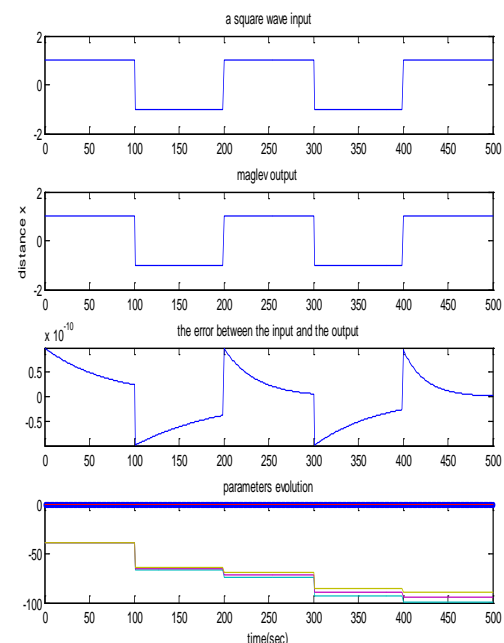 a square wave input
2
0
-2
0 50 100 150 200 250 300 350 400 450 500
maglev output
2
0
-2
distance x
0 50 100 150 200 250 300 350 400 450 500
x 10^-10
the error between the input and the output
0.5
0
-0.5
0 50 100 150 200 250 300 350 400 450 500
parameters evolution
0
-50
-100
0 50 100 150 200 250 300 350 400 450 500
time(sec)